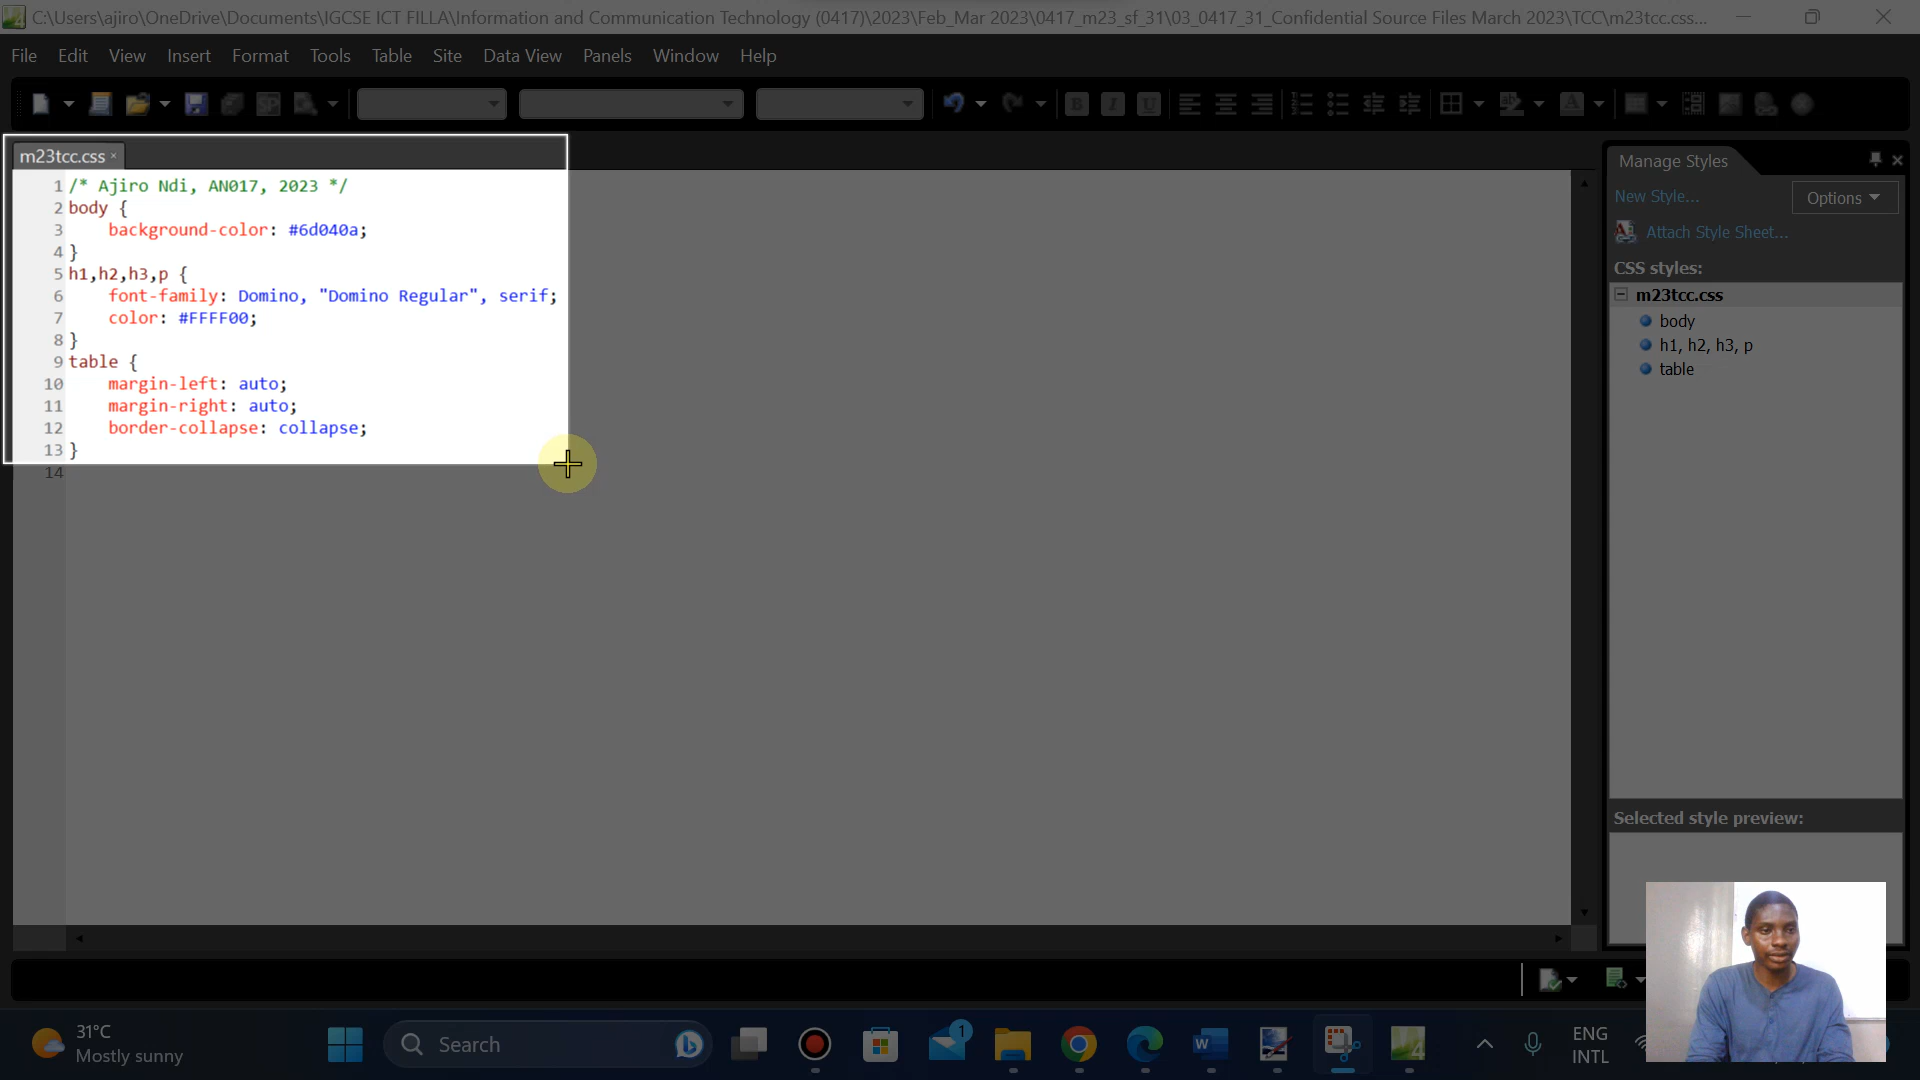 C:\Users\ajiro\OneDrive\Documents\IGCSE ICT FILLA\Information and Communication Technology (0417)\2023\Feb_Mar 2023\0417_m23_sf_31\03_0417_31_Confidential Source Files March 2023\TCC\m23tcc.css...
File Edit View Insert Format Tools Table Site Data View Panels Window Help
m23tcc.css ×
1 /* Ajiro Ndi, AN017, 2023 */
2 body {
3 background-color: #6d040a;
4 }
5 h1,h2,h3,p {
6 font-family: Domino, "Domino Regular", serif;
7 color: #FFFF00;
8 }
9 table {
10 margin-left: auto;
11 margin-right: auto;
12 border-collapse: collapse;
13 }
14
Manage Styles
New Style...
Options
Attach Style Sheet...
CSS styles:
m23tcc.css
body
h1, h2, h3, p
table
Selected style preview:
31°C
Mostly sunny
Search
1
W
4
ENG
INTL